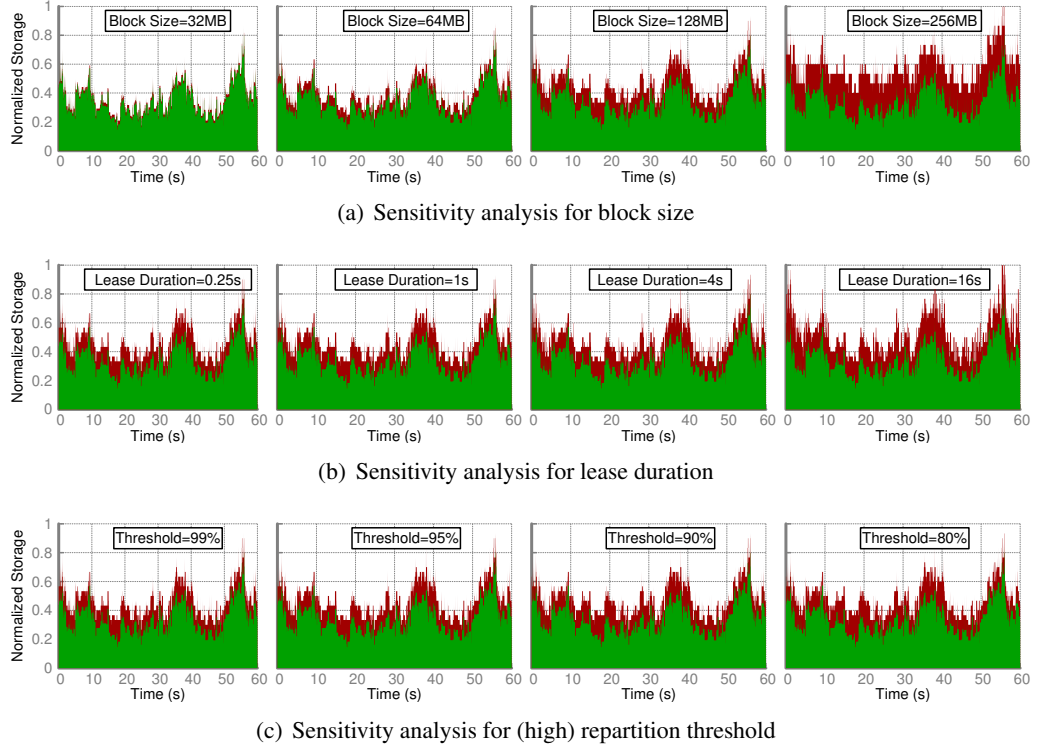 Block Size=32MB Block Size=64MB Block Size=128MB Block Size=256MB
Normalized Storage
1
0.8
0.6
0.4
0.2
0
0 10 20 30 40 50 60 0 10 20 30 40 50 60 0 10 20 30 40 50 60 0 10 20 30 40 50 60
Time (s) Time (s) Time (s) Time (s)
(a) Sensitivity analysis for block size
Lease Duration=0.25s Lease Duration=1s Lease Duration=4s Lease Duration=16s
Normalized Storage
1
0.8
0.6
0.4
0.2
0
0 10 20 30 40 50 60 0 10 20 30 40 50 60 0 10 20 30 40 50 60 0 10 20 30 40 50 60
Time (s) Time (s) Time (s) Time (s)
(b) Sensitivity analysis for lease duration
Threshold=99% Threshold=95% Threshold=90% Threshold=80%
Normalized Storage
1
0.8
0.6
0.4
0.2
0
0 10 20 30 40 50 60 0 10 20 30 40 50 60 0 10 20 30 40 50 60 0 10 20 30 40 50 60
Time (s) Time (s) Time (s) Time (s)
(c) Sensitivity analysis for (high) repartition threshold